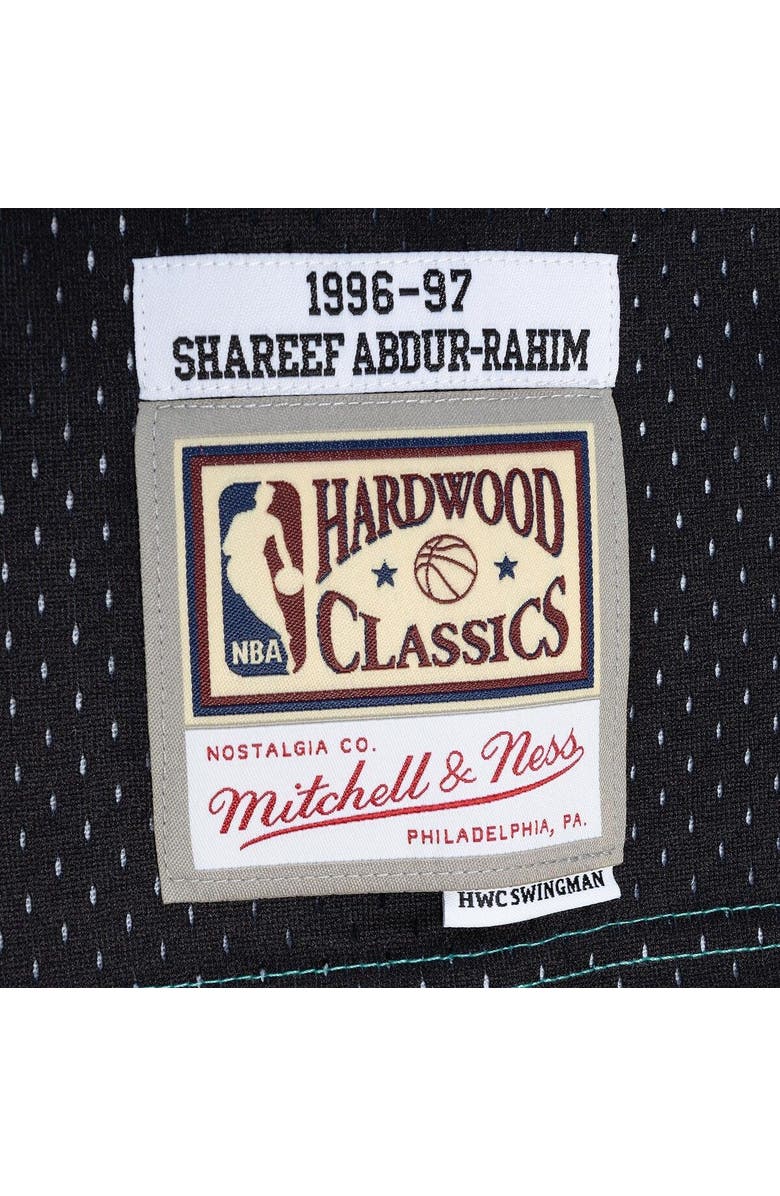 1996-97
SHAREEF ABDUR-RAHIM
HARDWOOD
CLASSICS
NBA
NOSTALGIA CO.
Mitchell & Ness
PHILADELPHIA, PA.
HWC SWINGMAN